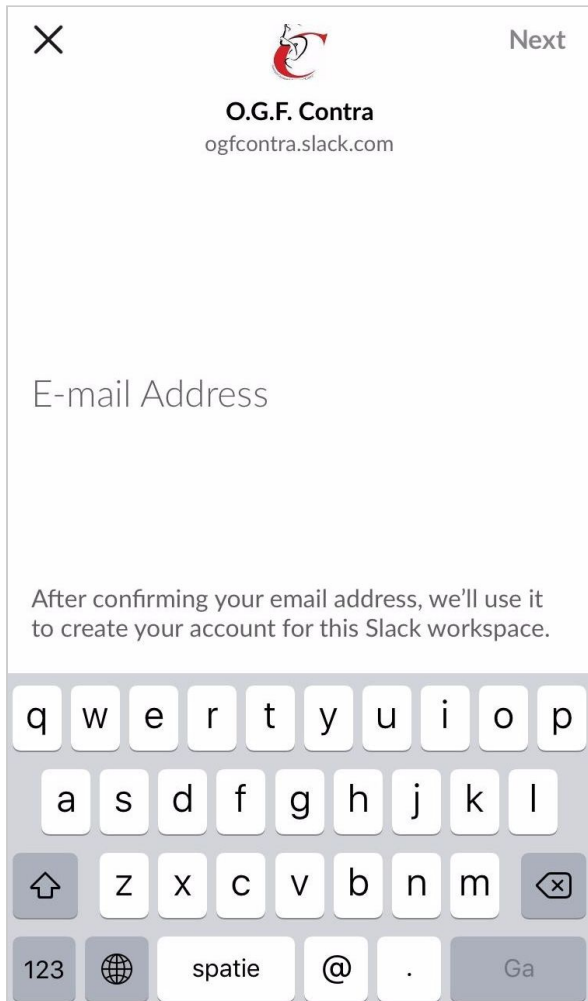 Next
O.G.F. Contra
ogfcontra.slack.com
E-mail Address
After confirming your email address, we'll use it
to create your account for this Slack workspace.
q w e r t y u i o p
a s d f g h j k l
z x c v b n m
123 spatie @ . Ga